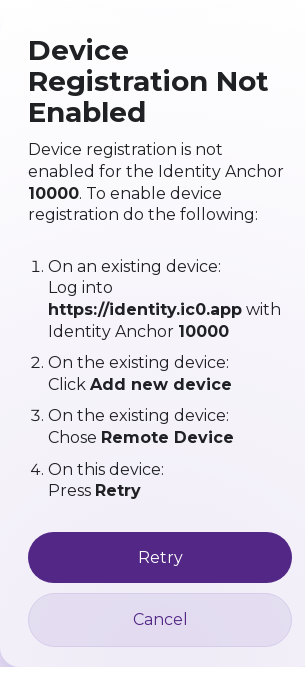 Device
Registration Not
Enabled
Device registration is not
enabled for the Identity Anchor
10000. To enable device
registration do the following:
1. On an existing device:
Log into
https://identity.ic0.app with
Identity Anchor 10000
2. On the existing device:
Click Add new device
3. On the existing device:
Chose Remote Device
4. On this device:
Press Retry
Retry
Cancel